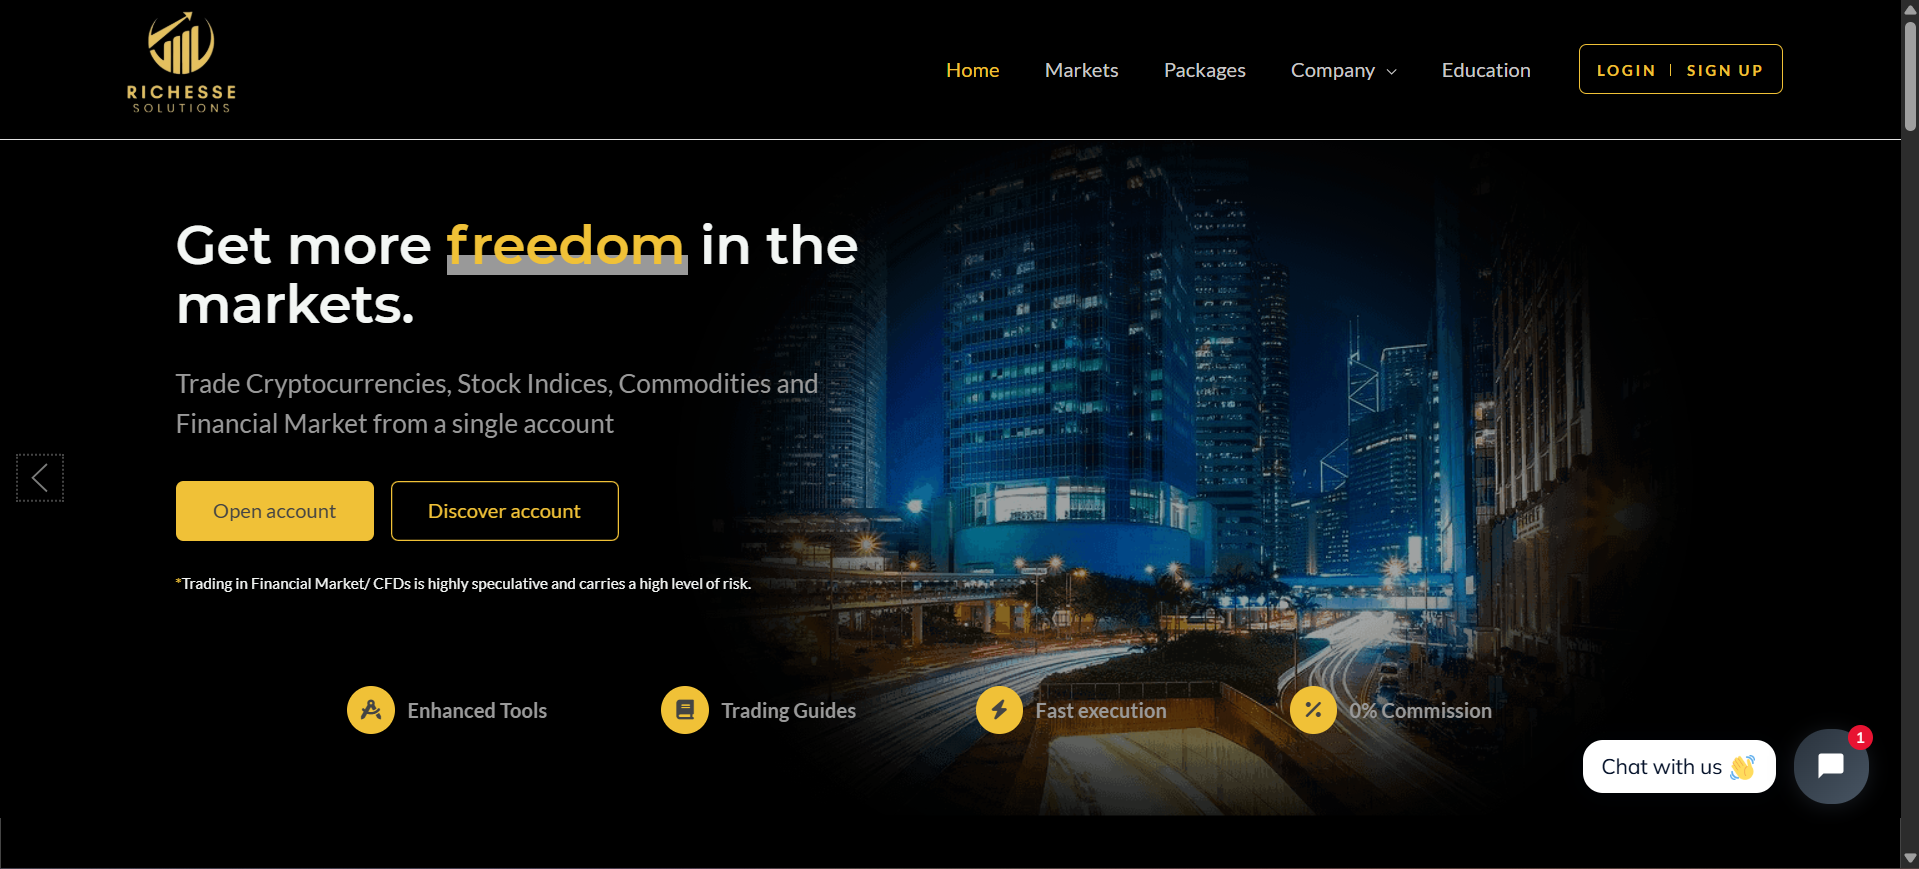 RICHESSE
SOLUTIONS
Home Markets Packages Company Education LOGIN | SIGN UP
Get more freedom in the
markets.
Trade Cryptocurrencies, Stock Indices, Commodities and
Financial Market from a single account
Open account Discover account
*Trading in Financial Market/ CFDs is highly speculative and carries a high level of risk.
Enhanced Tools Trading Guides Fast execution 0% Commission
Chat with us 👋 1